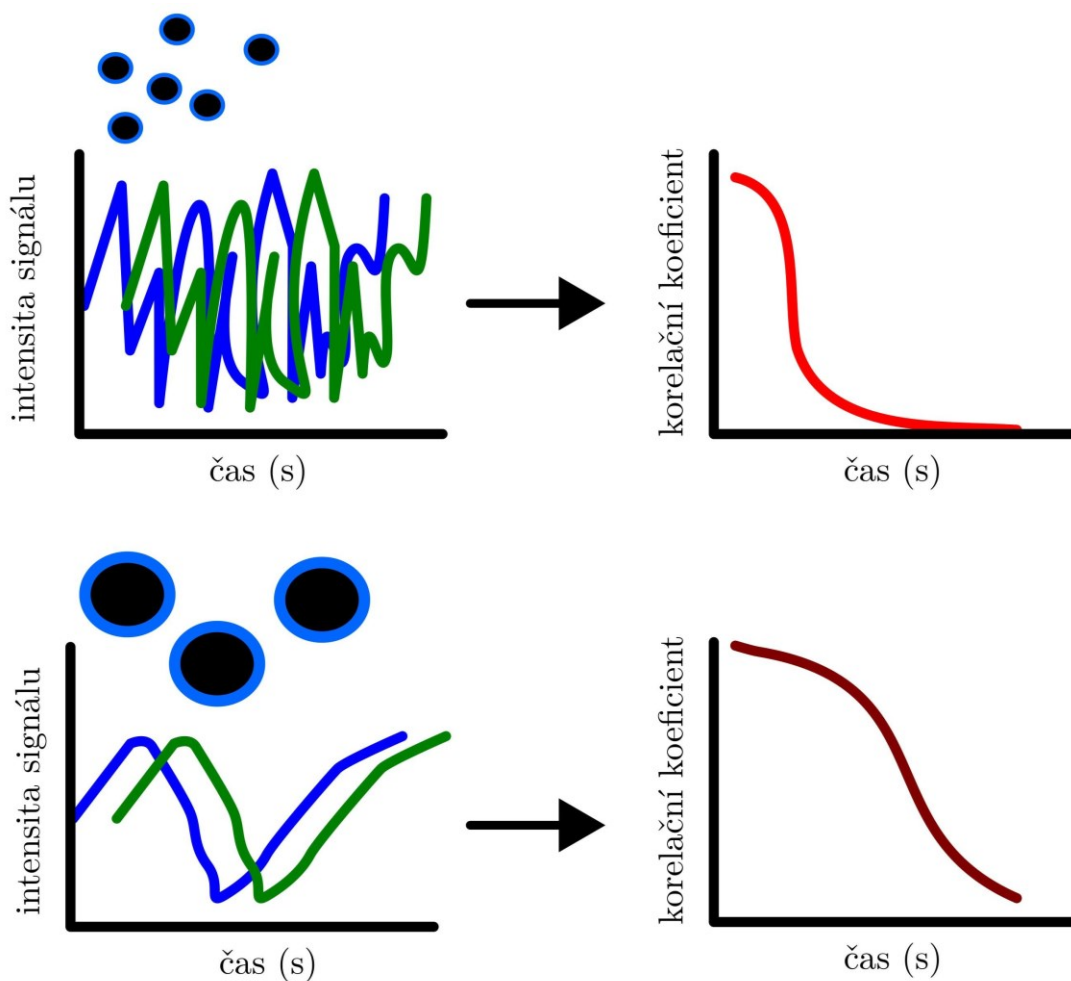 intensita signálu
čas (s)
korelační koeficient
čas (s)
intensita signálu
čas (s)
korelační koeficient
čas (s)